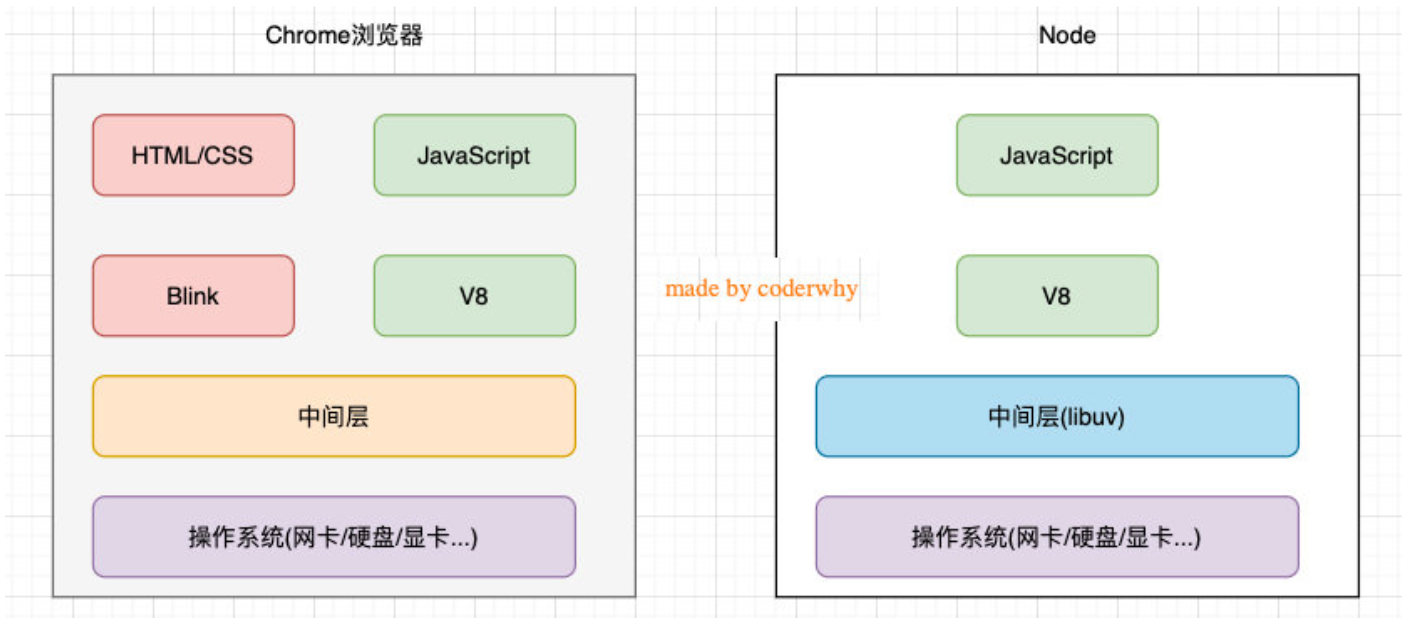 Chrome浏览器
HTML/CSS
JavaScript
Blink
V8
中间层
操作系统(网卡/硬盘/显卡...)
made by coderwhy
Node
JavaScript
V8
中间层(libuv)
操作系统(网卡/硬盘/显卡...)